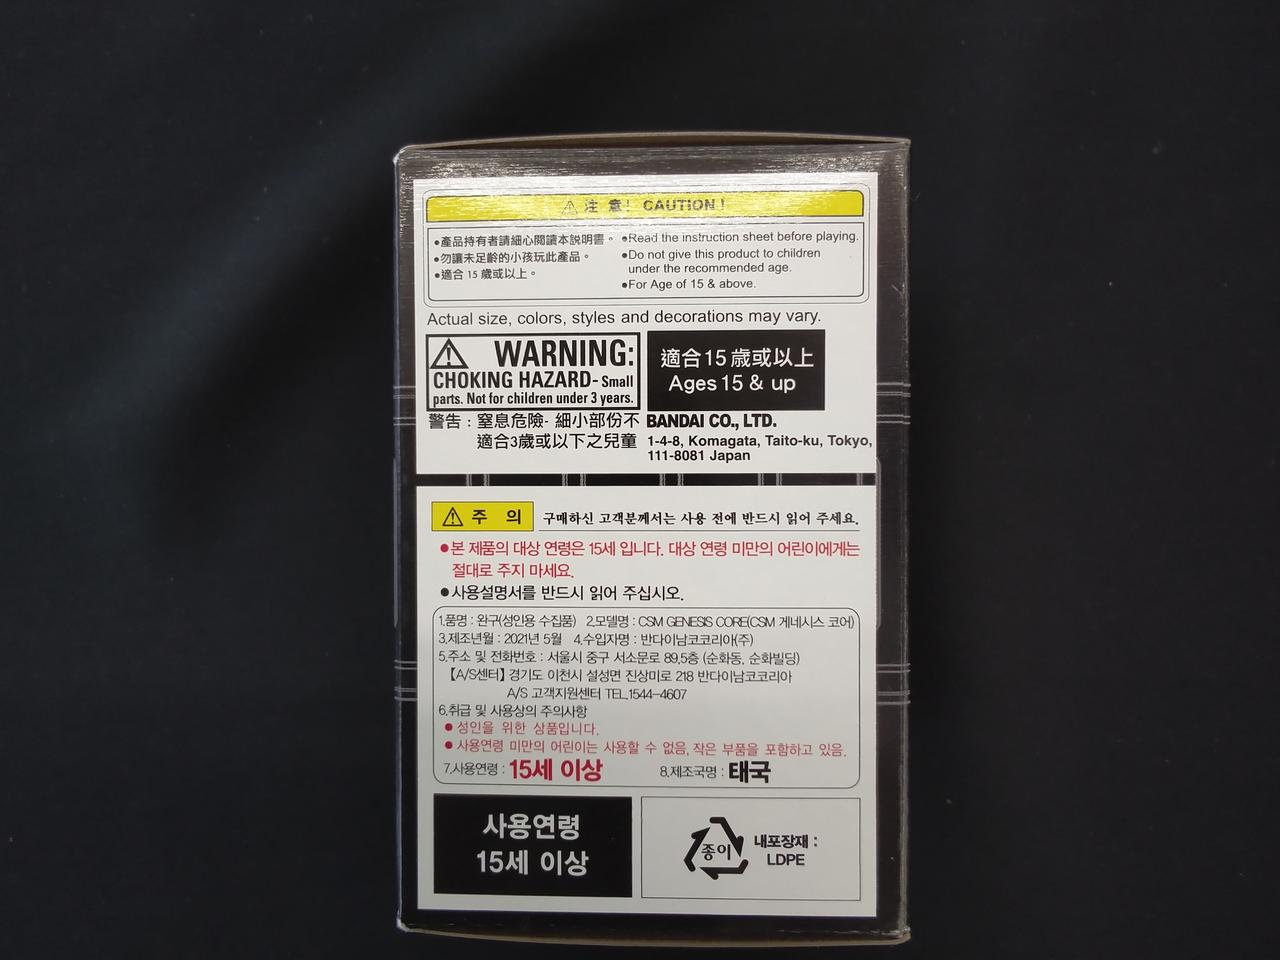 ⚠ 注 意! CAUTION!
●產品持有者請細心閱讀本說明書。
●勿讓未足齡的小孩玩此產品。
●適合 15 歲或以上。
●Read the instruction sheet before playing.
●Do not give this product to children
under the recommended age.
●For Age of 15 & above.
Actual size, colors, styles and decorations may vary.
⚠ WARNING:
CHOKING HAZARD- Small
parts. Not for children under 3 years.
適合15歲或以上
Ages 15 & up
警告：窒息危險- 細小部份不
適合3歲或以下之兒童
BANDAI CO., LTD.
1-4-8, Komagata, Taito-ku, Tokyo,
111-8081 Japan
⚠ 주 의 구매하신 고객분께서는 사용 전에 반드시 읽어 주세요.
●본 제품의 대상 연령은 15세 입니다. 대상 연령 미만의 어린이에게는
절대로 주지 마세요.
●사용설명서를 반드시 읽어 주십시오.
1.품명 : 완구(성인용 수집품) 2.모델명 : CSM GENESIS CORE(CSM 게네시스 코어)
3.제조년월 : 2021년 5월 4.수입자명 : 반다이남코코리아(주)
5.주소 및 전화번호 : 서울시 중구 서소문로 89,5층 (순화동, 순화빌딩)
【A/S센터】경기도 이천시 설성면 진상미로 218 반다이남코코리아
A/S 고객지원센터 TEL.1544-4607
6.취급 및 사용상의 주의사항
●성인을 위한 상품입니다.
●사용연령 미만의 어린이는 사용할 수 없음, 작은 부품을 포함하고 있음.
7.사용연령 : 15세 이상 8.제조국명 : 태국
사용연령
15세 이상
종이
내포장재 :
LDPE